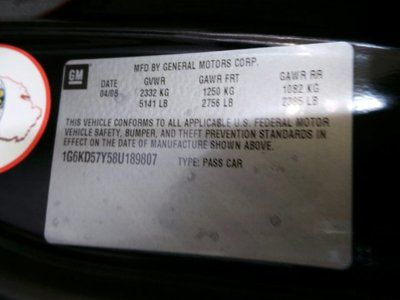 GM
MFD BY GENERAL MOTORS CORP.
DATE GVWR GAWR FRT GAWR RR
04/08 2332 KG 1250 KG 1082 KG
5141 LB 2756 LB 2385 LB
THIS VEHICLE CONFORMS TO ALL APPLICABLE U.S. FEDERAL MOTOR
VEHICLE SAFETY, BUMPER, AND THEFT PREVENTION STANDARDS IN
EFFECT ON THE DATE OF MANUFACTURE SHOWN ABOVE.
1G6KD57Y58U189807 TYPE: PASS CAR